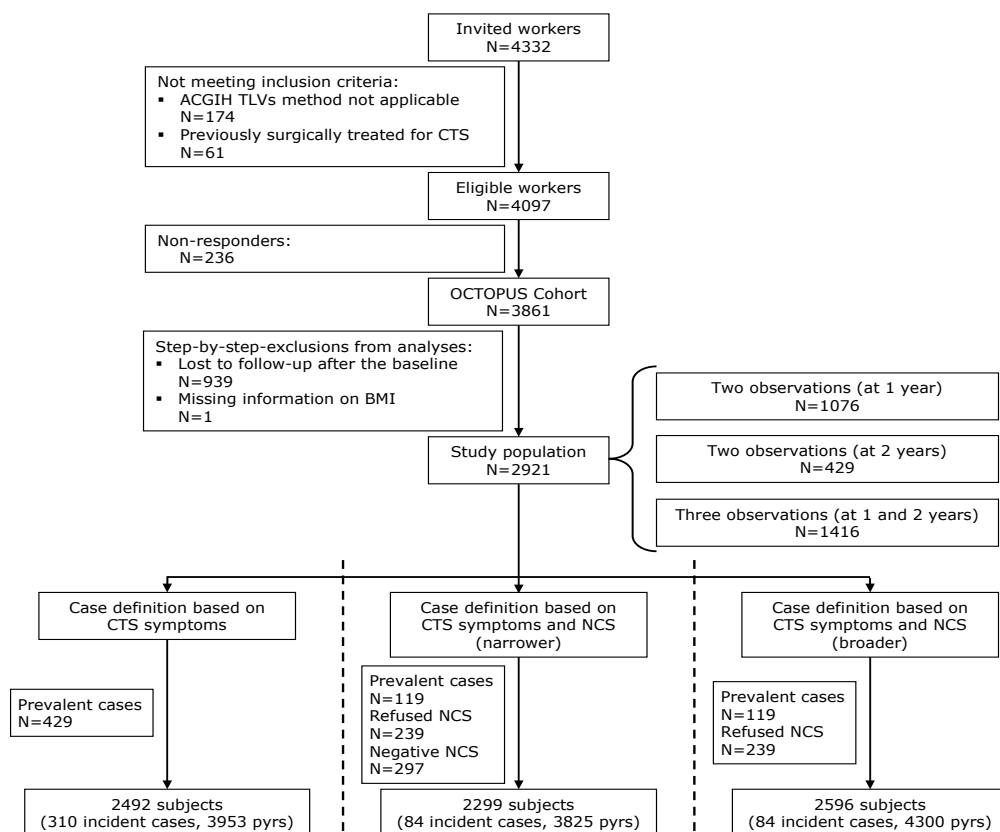 Invited workers
N=4332
Not meeting inclusion criteria:
▪ ACGIH TLVs method not applicable
N=174
▪ Previously surgically treated for CTS
N=61
Eligible workers
N=4097
Non-responders:
N=236
OCTOPUS Cohort
N=3861
Step-by-step-exclusions from analyses:
▪ Lost to follow-up after the baseline
N=939
▪ Missing information on BMI
N=1
Study population
N=2921
Two observations (at 1 year)
N=1076
Two observations (at 2 years)
N=429
Three observations (at 1 and 2 years)
N=1416
Case definition based on
CTS symptoms
Case definition based on
CTS symptoms and NCS
(narrower)
Case definition based on
CTS symptoms and NCS
(broader)
Prevalent cases
N=429
Prevalent cases
N=119
Refused NCS
N=239
Negative NCS
N=297
Prevalent cases
N=119
Refused NCS
N=239
2492 subjects
(310 incident cases, 3953 pyrs)
2299 subjects
(84 incident cases, 3825 pyrs)
2596 subjects
(84 incident cases, 4300 pyrs)